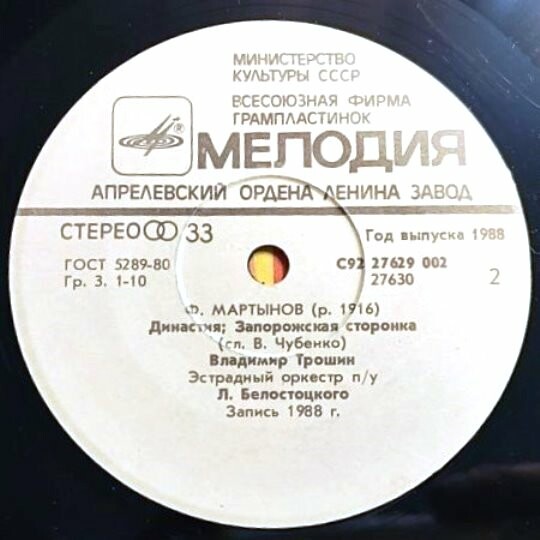 МИНИСТЕРСТВО
КУЛЬТУРЫ СССР
ВСЕСОЮЗНАЯ ФИРМА
ГРАМПЛАСТИНОК
®
МЕЛОДИЯ
АПРЕЛЕВСКИЙ ОРДЕНА ЛЕНИНА ЗАВОД
СТЕРЕО 33
Год выпуска 1988
ГОСТ 5289-80
С92 27629 002
Гр. 3. 1-10
27630
2
Ф. МАРТЫНОВ (р. 1916)
Династия; Запорожская сторонка
(сл. В. Чубенко)
Владимир Трошин
Эстрадный оркестр п/у
Л. Белостоцкого
Запись 1988 г.